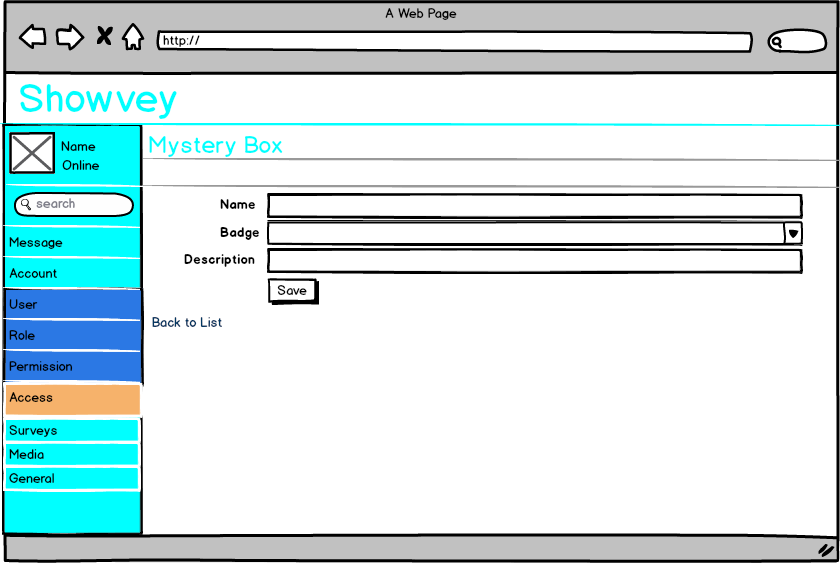 A Web Page
http://
Showvey
Name
Online
Mystery Box
search
Message
Account
User
Role
Permission
Access
Surveys
Media
General
Name
Badge
Description
Save
Back to List